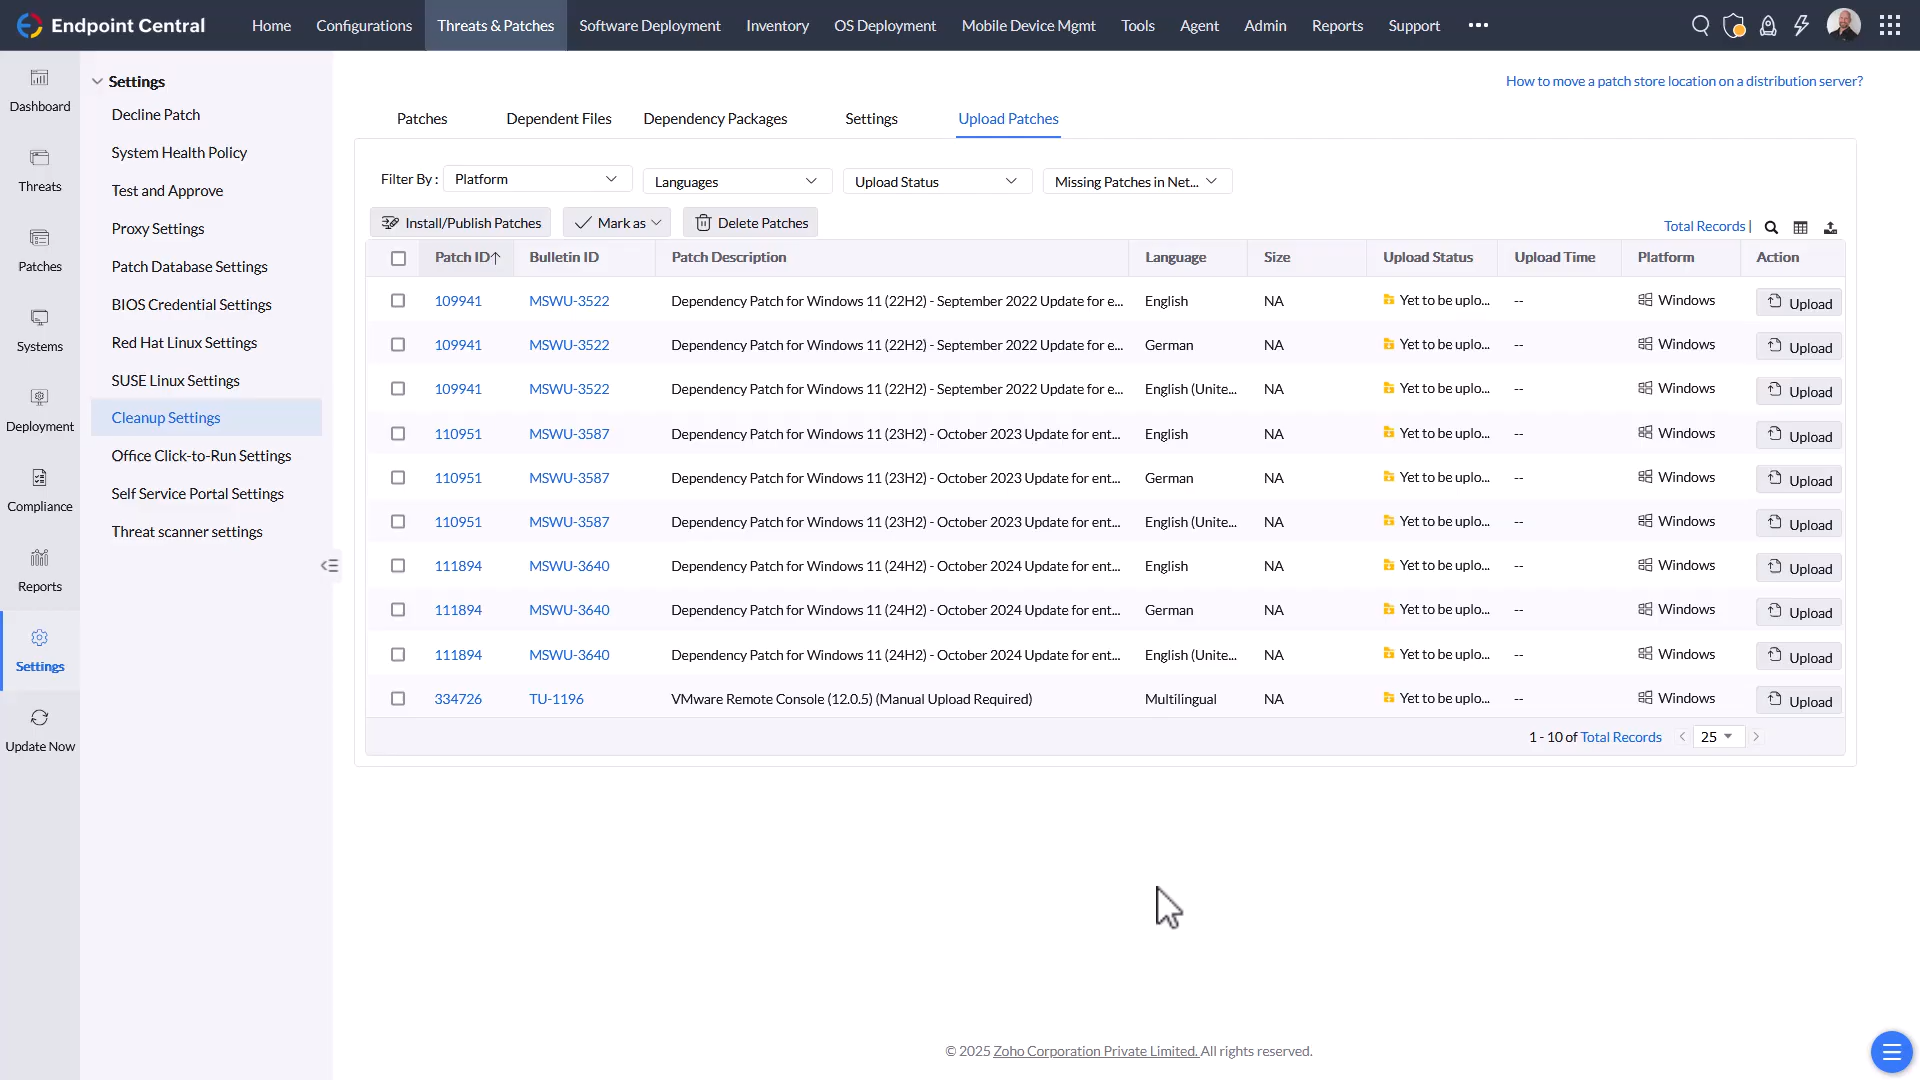 Endpoint Central
Home Configurations Threats & Patches Software Deployment Inventory OS Deployment Mobile Device Mgmt Tools Agent Admin Reports Support
Dashboard
Threats
Patches
Systems
Deployment
Compliance
Reports
Settings
Update Now
Settings
Decline Patch
System Health Policy
Test and Approve
Proxy Settings
Patch Database Settings
BIOS Credential Settings
Red Hat Linux Settings
SUSE Linux Settings
Cleanup Settings
Office Click-to-Run Settings
Self Service Portal Settings
Threat scanner settings
How to move a patch store location on a distribution server?
Patches Dependent Files Dependency Packages Settings Upload Patches
Filter By : Platform Languages Upload Status Missing Patches in Net...
Install/Publish Patches Mark as Delete Patches
Total Records |
Patch ID Bulletin ID Patch Description Language Size Upload Status Upload Time Platform Action
109941 MSWU-3522 Dependency Patch for Windows 11 (22H2) - September 2022 Update for e... English NA Yet to be uplo... -- Windows Upload
109941 MSWU-3522 Dependency Patch for Windows 11 (22H2) - September 2022 Update for e... German NA Yet to be uplo... -- Windows Upload
109941 MSWU-3522 Dependency Patch for Windows 11 (22H2) - September 2022 Update for e... English (Unite... NA Yet to be uplo... -- Windows Upload
110951 MSWU-3587 Dependency Patch for Windows 11 (23H2) - October 2023 Update for ent... English NA Yet to be uplo... -- Windows Upload
110951 MSWU-3587 Dependency Patch for Windows 11 (23H2) - October 2023 Update for ent... German NA Yet to be uplo... -- Windows Upload
110951 MSWU-3587 Dependency Patch for Windows 11 (23H2) - October 2023 Update for ent... English (Unite... NA Yet to be uplo... -- Windows Upload
111894 MSWU-3640 Dependency Patch for Windows 11 (24H2) - October 2024 Update for ent... English NA Yet to be uplo... -- Windows Upload
111894 MSWU-3640 Dependency Patch for Windows 11 (24H2) - October 2024 Update for ent... German NA Yet to be uplo... -- Windows Upload
111894 MSWU-3640 Dependency Patch for Windows 11 (24H2) - October 2024 Update for ent... English (Unite... NA Yet to be uplo... -- Windows Upload
334726 TU-1196 VMware Remote Console (12.0.5) (Manual Upload Required) Multilingual NA Yet to be uplo... -- Windows Upload
1 - 10 of Total Records 25
© 2025 Zoho Corporation Private Limited. All rights reserved.